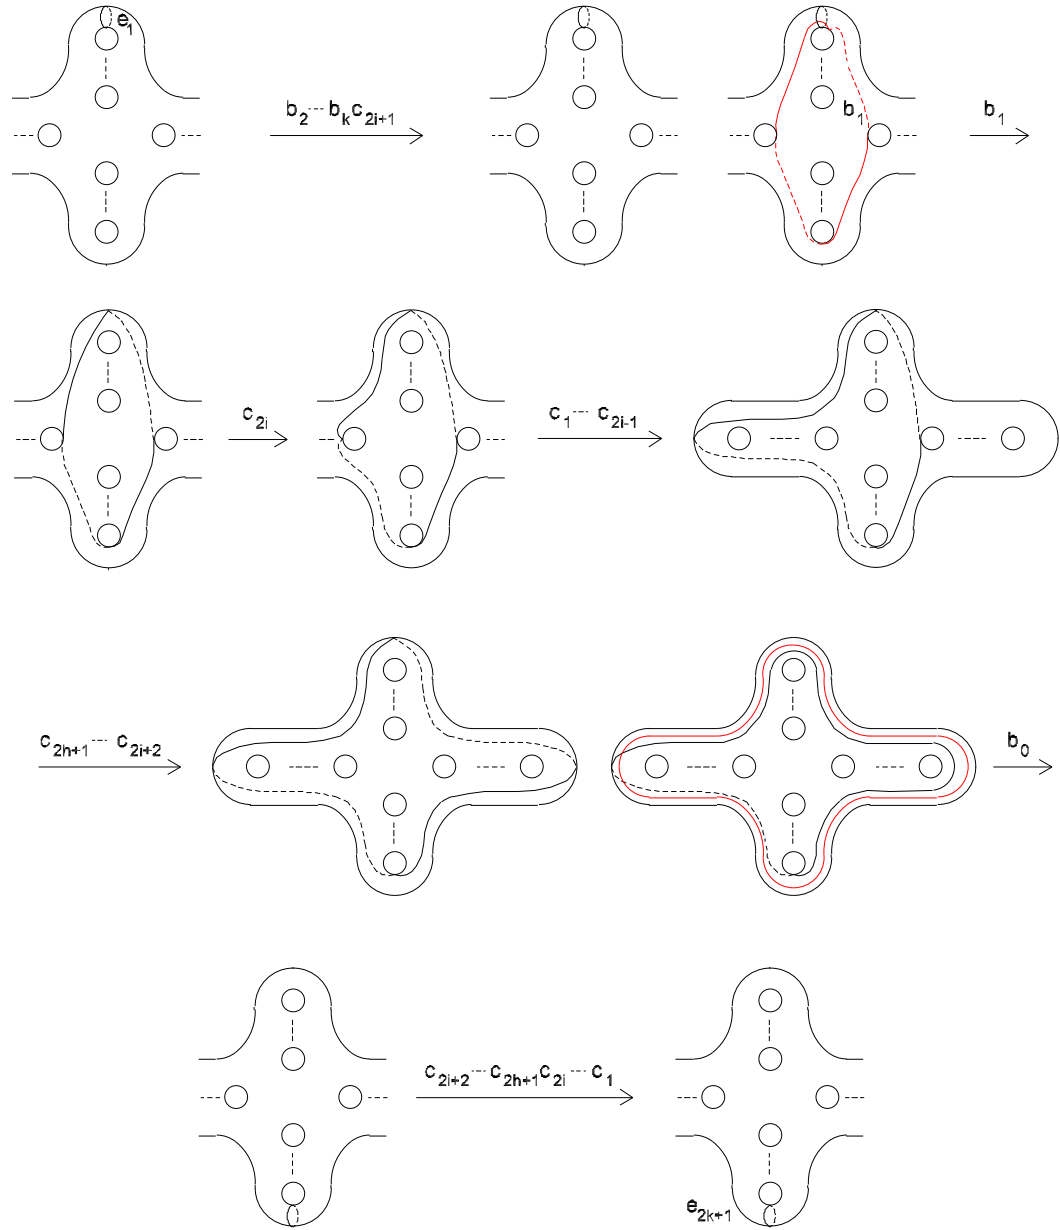 e₁
b₂---bₖc₂ᵢ₊₁
b₁
b₁
c₂ᵢ
c₁---c₂ᵢ₋₁
c₂ₕ₊₁---c₂ᵢ₊₂
b₀
c₂ᵢ₊₂---c₂ₕ₊₁c₂ᵢ---c₁
e₂ₖ₊₁